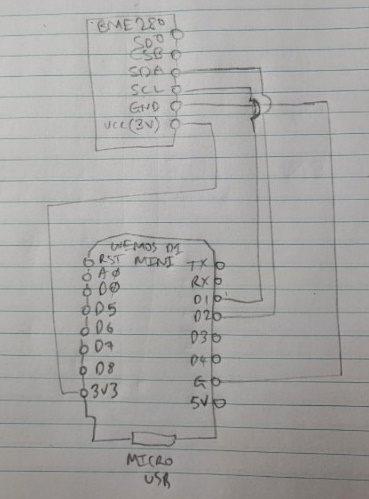 BME280
SDO
CSB
SDA
SCL
GND
VCC(3V)
WEMOS D1
MINI
RST
A0
D0
D5
D6
D7
D8
3V3
TX
RX
D1
D2
D3
D4
G
5V
MICRO
USB